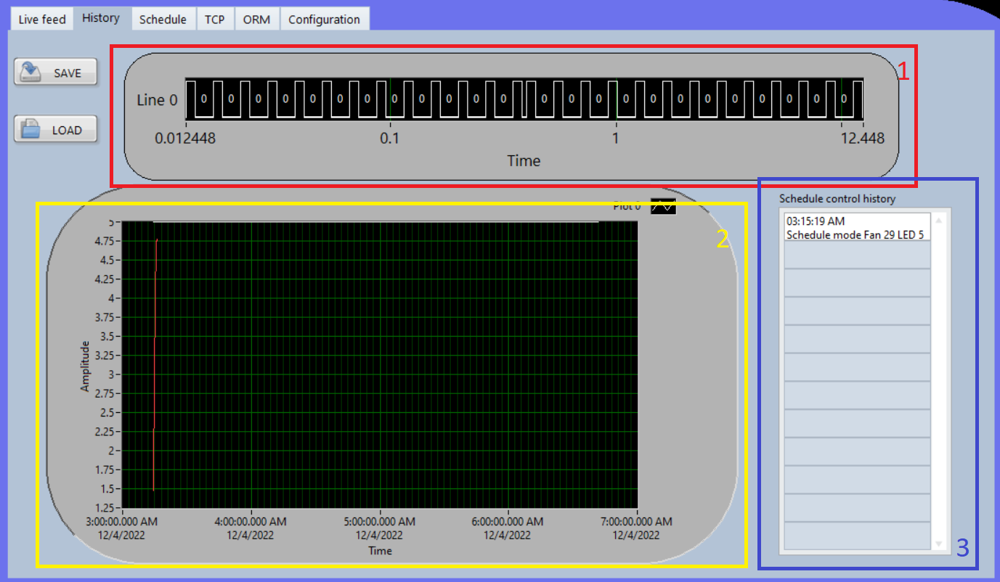 Live feed History Schedule TCP ORM Configuration
SAVE
LOAD
1
Line 0 0 0 0 0 0 0 0 0 0 0 0 0 0 0 0 0 0 0 0 0 0 0 0 0
0.012448 0.1 1 12.448
Time
Plot 0
2
5
4.75
4.5
4.25
4
3.75
3.5
3.25
3
2.75
2.5
2.25
2
1.75
1.5
1.25
Amplitude
3:00:00.000 AM 4:00:00.000 AM 5:00:00.000 AM 6:00:00.000 AM 7:00:00.000 AM
12/4/2022 12/4/2022 12/4/2022 12/4/2022 12/4/2022
Time
Schedule control history
03:15:19 AM
Schedule mode Fan 29 LED 5
3